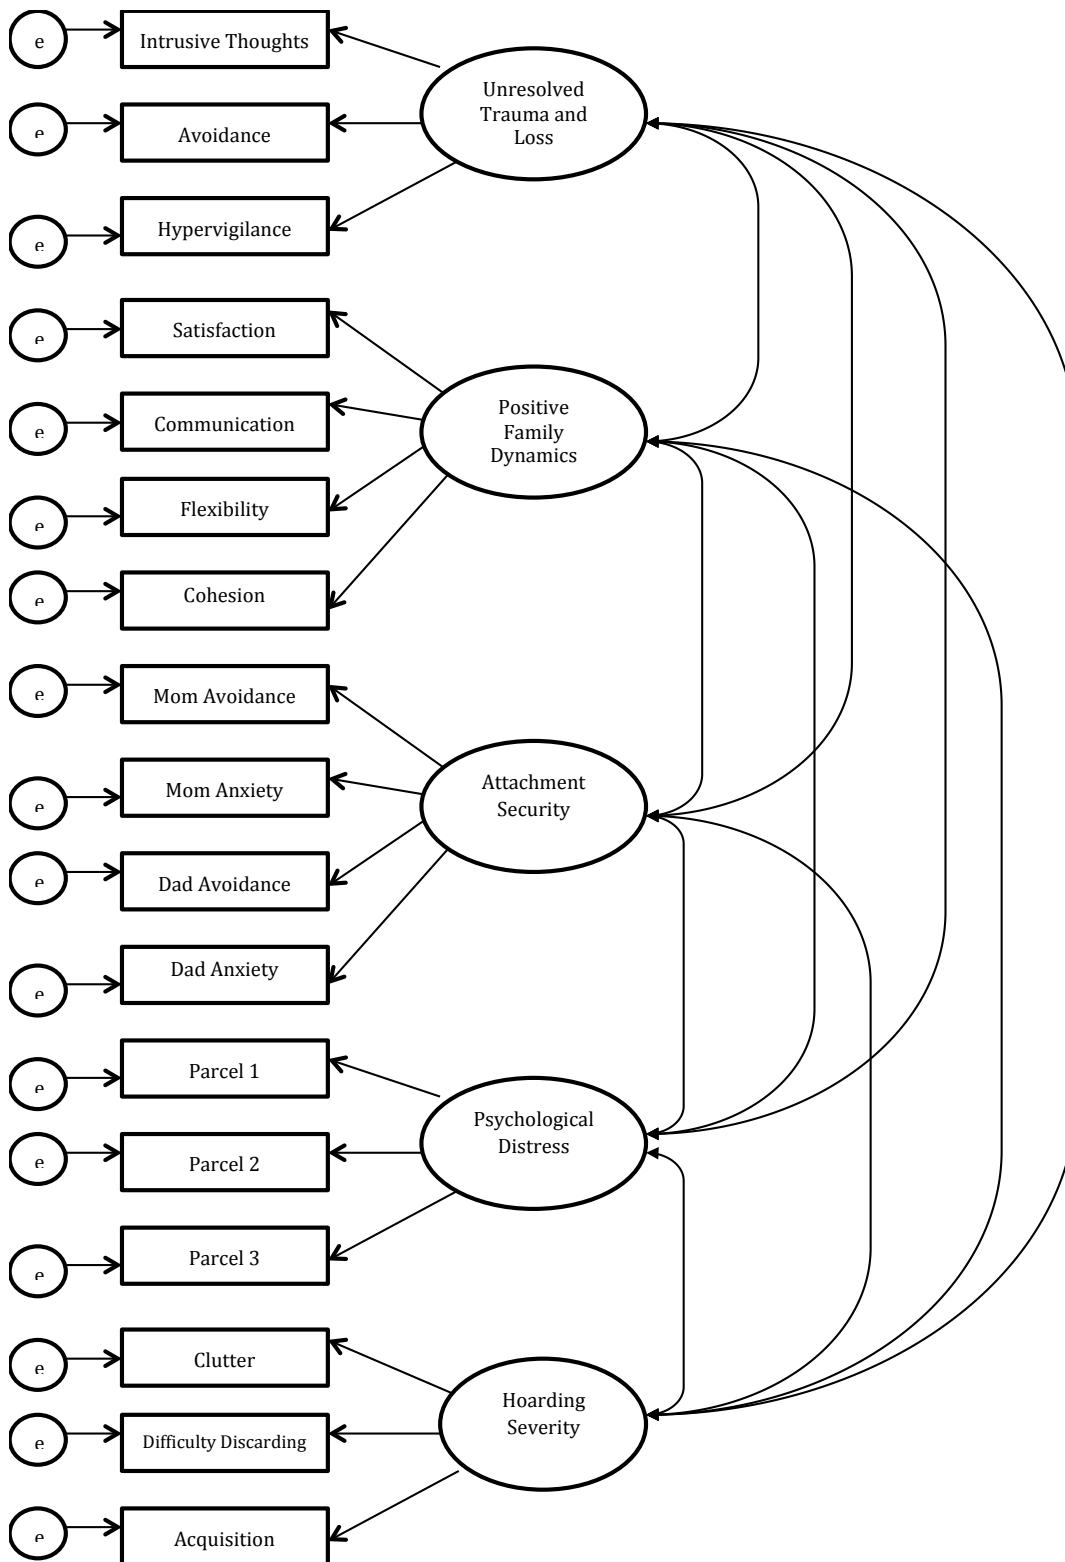 e
Intrusive Thoughts
Unresolved
Trauma and
Loss
e
Avoidance
e
Hypervigilance
e
Satisfaction
e
Communication
Positive
Family
Dynamics
e
Flexibility
e
Cohesion
e
Mom Avoidance
e
Mom Anxiety
Attachment
Security
e
Dad Avoidance
e
Dad Anxiety
e
Parcel 1
Psychological
Distress
e
Parcel 2
e
Parcel 3
e
Clutter
Hoarding
Severity
e
Difficulty Discarding
e
Acquisition